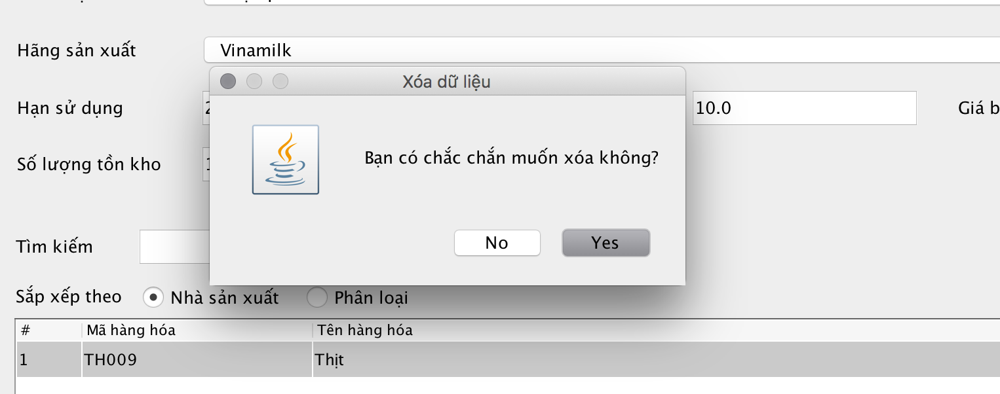 Hãng sản xuất Vinamilk
Xóa dữ liệu
Hạn sử dụng 10.0 Giá
Bạn có chắc chắn muốn xóa không?
Số lượng tồn kho
No Yes
Tìm kiếm
Sắp xếp theo Nhà sản xuất Phân loại
# Mã hàng hóa Tên hàng hóa
1 TH009 Thịt